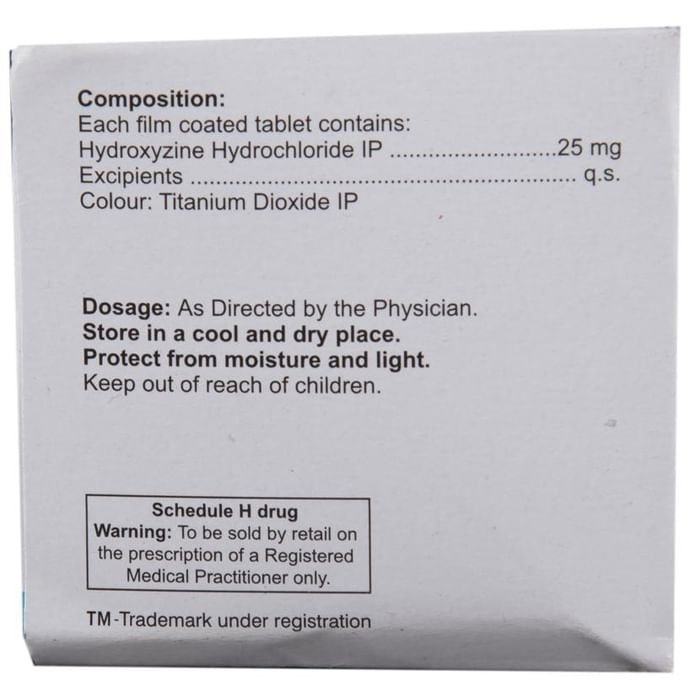 Composition:
Each film coated tablet contains:
Hydroxyzine Hydrochloride IP ...........................25 mg
Excipients ............................................................... q.s.
Colour: Titanium Dioxide IP
Dosage: As Directed by the Physician.
Store in a cool and dry place.
Protect from moisture and light.
Keep out of reach of children.
Schedule H drug
Warning: To be sold by retail on
the prescription of a Registered
Medical Practitioner only.
TM-Trademark under registration